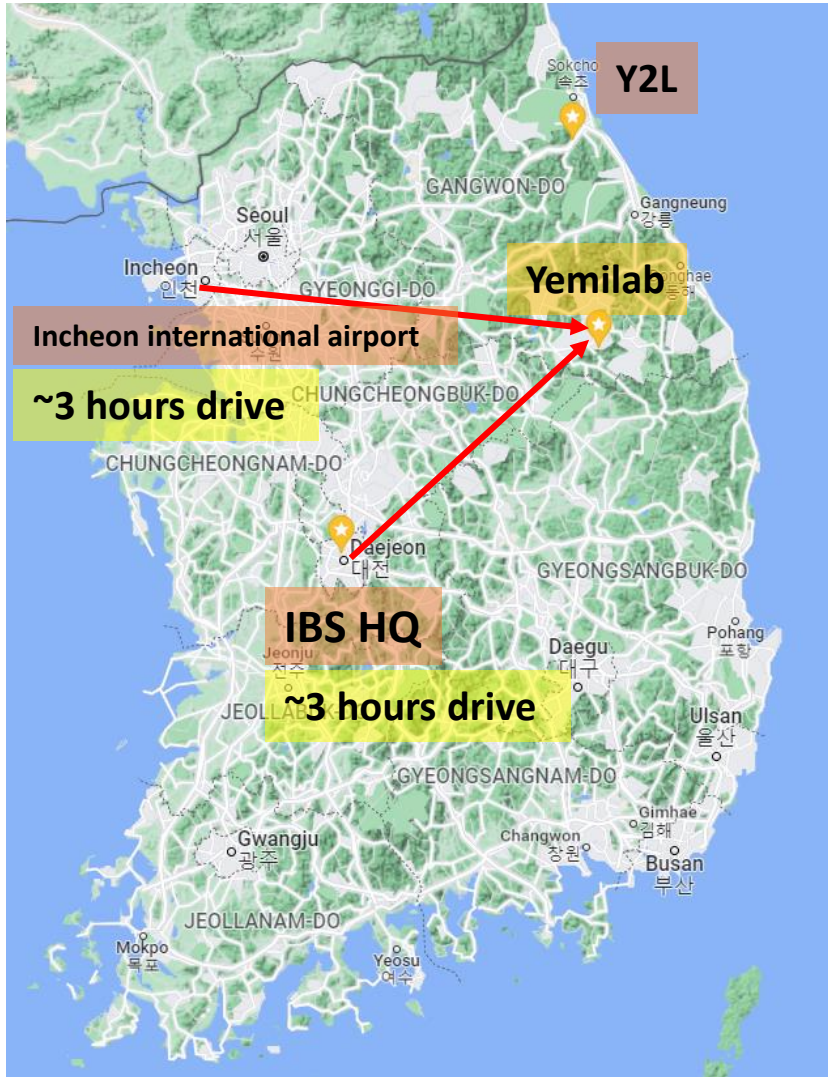 Y2L
Sokcho
속초
GANGWON-DO
Gangneung
강릉
Seoul
서울
Yemilab
Incheon
인천
GYEONGGI-DO
Incheon international airport
~3 hours drive
CHUNGCHEONGBUK-DO
CHUNGCHEONGNAM-DO
Daejeon
대전
GYEONGSANGBUK-DO
IBS HQ
Jeonju
전주
Daegu
대구
Pohang
포항
~3 hours drive
Ulsan
울산
GYEONGSANGNAM-DO
Gimhae
김해
Changwon
창원
Busan
부산
Gwangju
광주
JEOLLANAM-DO
Mokpo
목포
Yeosu
여수